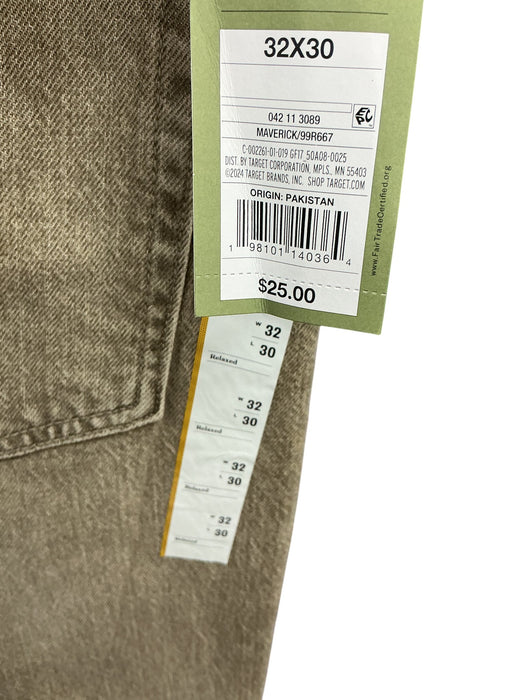 32X30
042 11 3089
MAVERICK/99R667
C-002261-01-019 GF17_50A08-0025
DIST. BY TARGET CORPORATION, MPLS., MN 55403
©2024 TARGET BRANDS, INC. SHOP TARGET.COM
ORIGIN: PAKISTAN
1 98101 14036 4
$25.00
www.FairTradeCertified.org
W 32
L 30
Relaxed
W 32
L 30
Relaxed
W 32
L 30
Relaxed
W 32
L 30
Relaxed